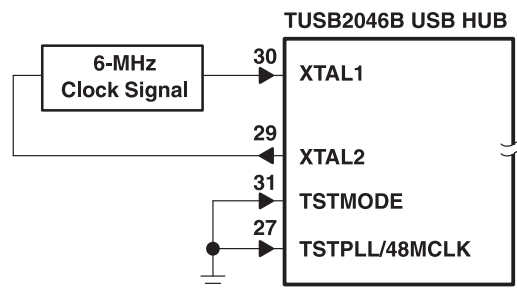 TUSB2046B USB HUB
6-MHz
Clock Signal
30
XTAL1
29
XTAL2
31
TSTMODE
27
TSTPLL/48MCLK